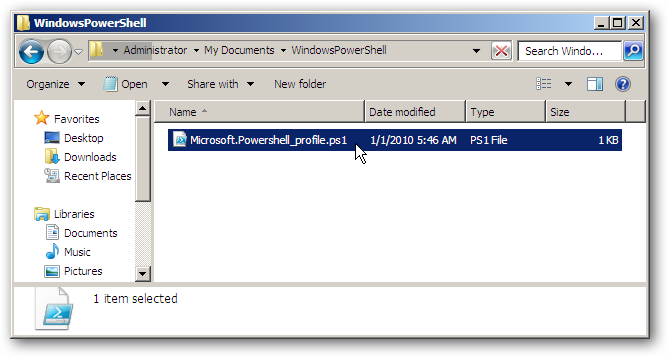 WindowsPowerShell
Administrator My Documents WindowsPowerShell Search Windo...
Organize Open Share with New folder
Favorites
Desktop
Downloads
Recent Places
Libraries
Documents
Music
Pictures
Name Date modified Type Size
Microsoft.Powershell_profile.ps1 1/1/2010 5:46 AM PS1 File 1 KB
1 item selected